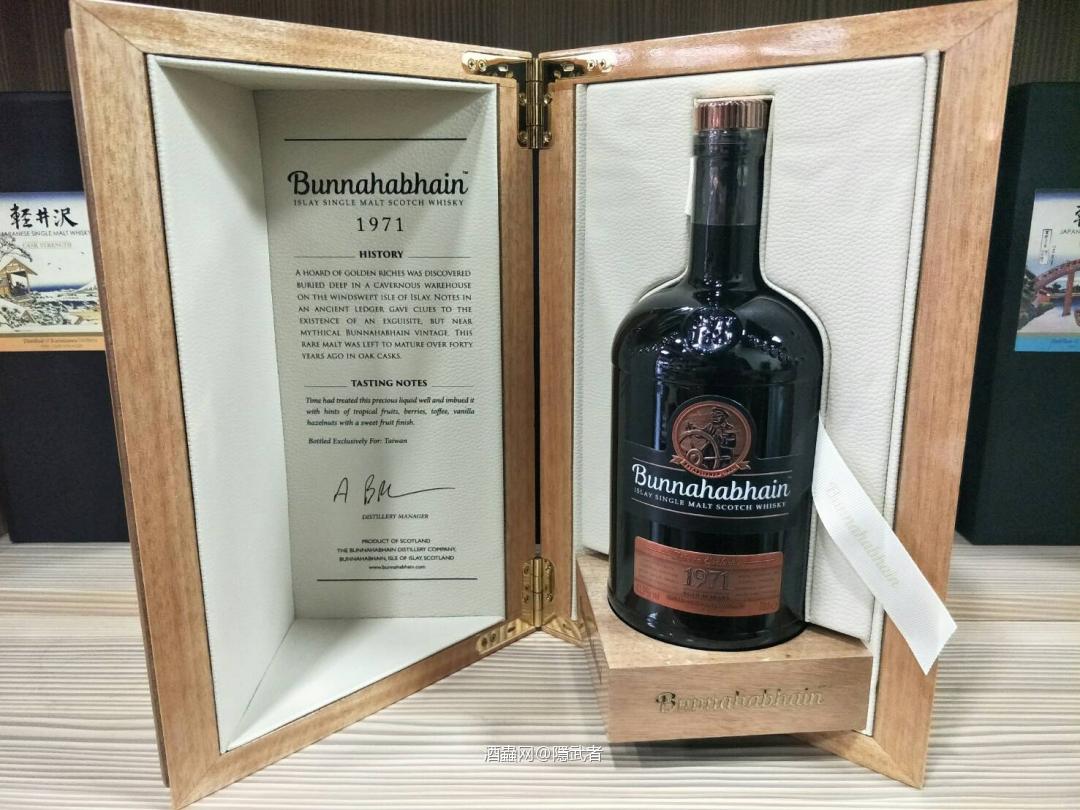 Bunnahabhain™
ISLAY SINGLE MALT SCOTCH WHISKY
1971
HISTORY
A HOARD OF GOLDEN RICHES WAS DISCOVERED
BURIED DEEP IN A CAVERNOUS WAREHOUSE
ON THE WINDSWEPT ISLE OF ISLAY. NOTES IN
AN ANCIENT LEDGER GAVE CLUES TO THE
EXISTENCE OF AN EXQUISITE, BUT NEAR
MYTHICAL BUNNAHABHAIN VINTAGE. THIS
RARE MALT WAS LEFT TO MATURE OVER FORTY
YEARS AGO IN OAK CASKS.
TASTING NOTES
Time had treated this precious liquid well and imbued it
with hints of tropical fruits, berries, toffee, vanilla
hazelnuts with a sweet fruit finish.
Bottled Exclusively For: Taiwan
DISTILLERY MANAGER
PRODUCT OF SCOTLAND
THE BUNNAHABHAIN DISTILLERY COMPANY,
BUNNAHABHAIN, ISLE OF ISLAY, SCOTLAND
www.bunnahabhain.com
Bunnahabhain
ISLAY SINGLE MALT SCOTCH WHISKY
1971
Bunnahabhain
Bunnahabhain
軽井沢
JAPANESE SINGLE MALT WHISKY
CASK STRENGTH
酒蟲网@隱武者